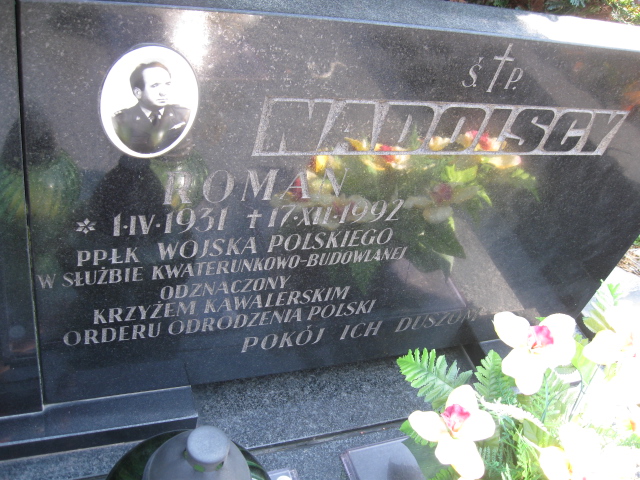 Ś. P.
NADOLSCY
ROMAN
* 1·IV·1931 + 17·XII·1992
PPŁK WOJSKA POLSKIEGO
W SŁUŻBIE KWATERUNKOWO-BUDOWLANEJ
ODZNACZONY
KRZYŻEM KAWALERSKIM
ORDERU ODRODZENIA POLSKI
POKÓJ ICH DUSZOM